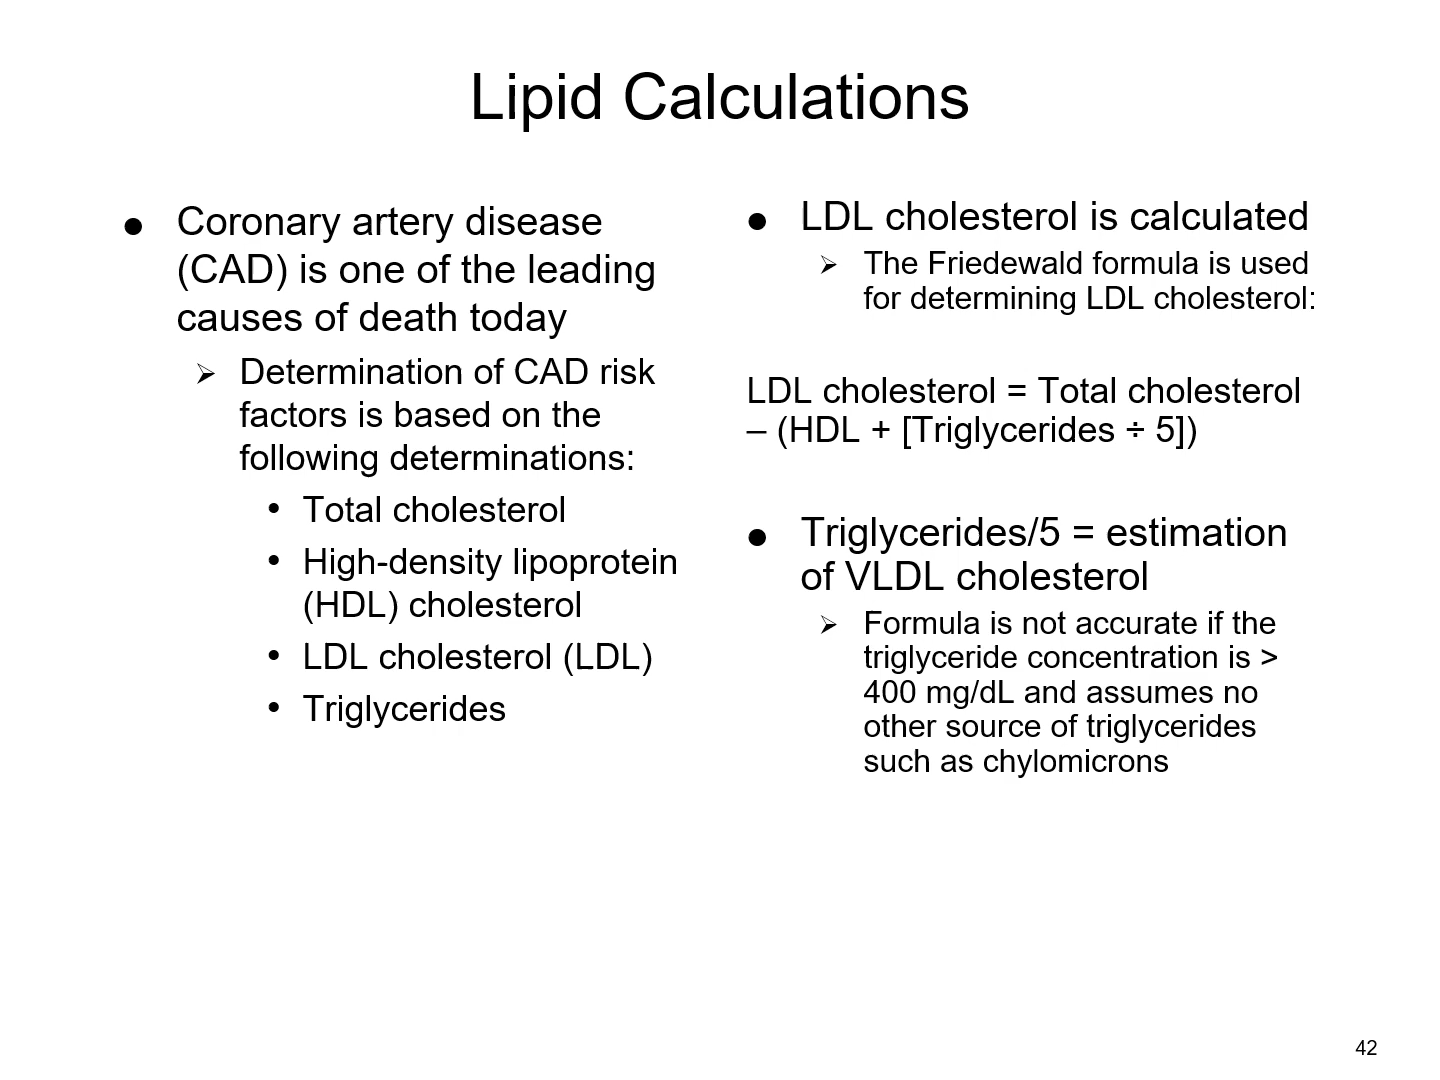 Lipid Calculations
● Coronary artery disease
(CAD) is one of the leading
causes of death today
➢ Determination of CAD risk
factors is based on the
following determinations:
• Total cholesterol
• High-density lipoprotein
(HDL) cholesterol
• LDL cholesterol (LDL)
• Triglycerides
● LDL cholesterol is calculated
➢ The Friedewald formula is used
for determining LDL cholesterol:
LDL cholesterol = Total cholesterol
– (HDL + [Triglycerides ÷ 5])
● Triglycerides/5 = estimation
of VLDL cholesterol
➢ Formula is not accurate if the
triglyceride concentration is >
400 mg/dL and assumes no
other source of triglycerides
such as chylomicrons
42